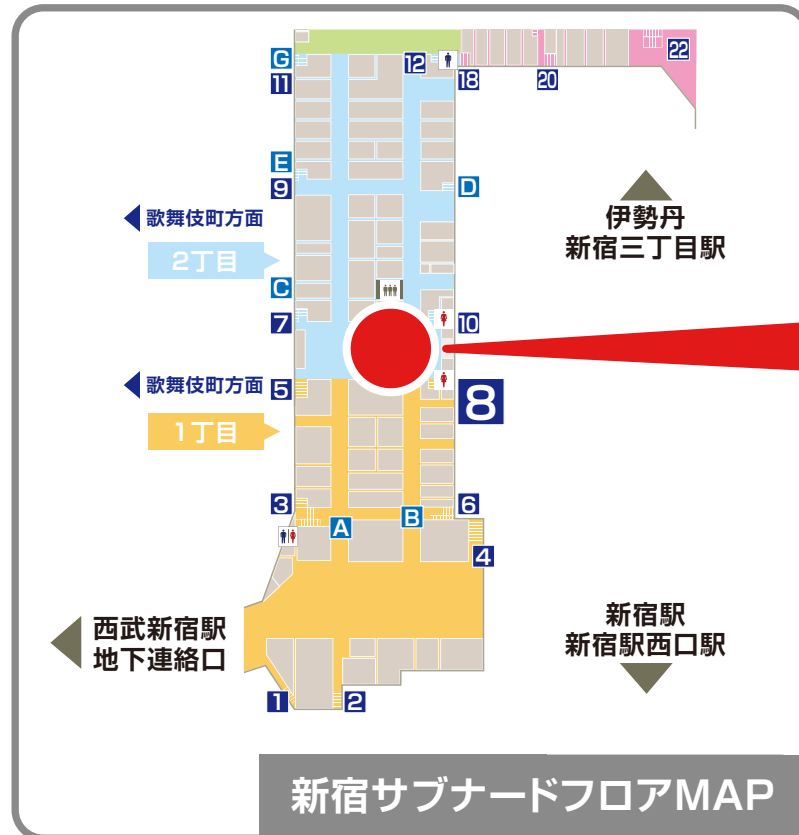 G
12
22
11
18
20
E
9
D
歌舞伎町方面
伊勢丹
新宿三丁目駅
2丁目
C
7
10
歌舞伎町方面
5
8
1丁目
3
6
A
B
4
西武新宿駅
地下連絡口
新宿駅
新宿駅西口駅
1
2
新宿サブナードフロアMAP